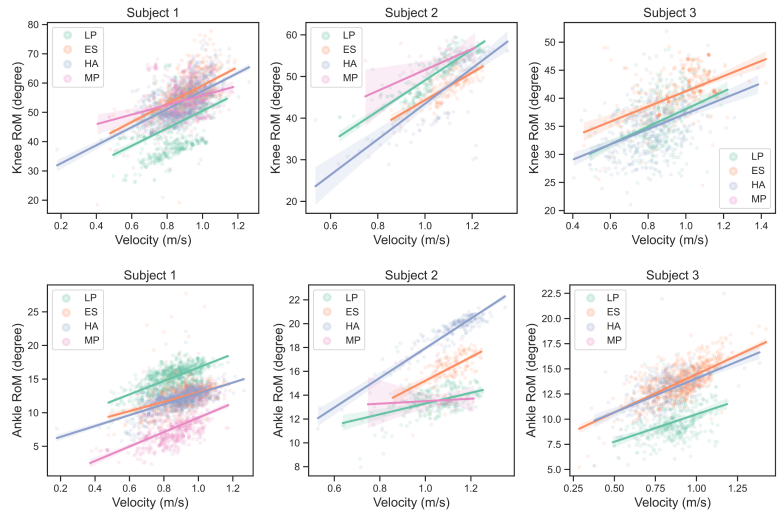 Subject 1
Knee RoM (degree)
80
70
60
50
40
30
20
LP
ES
HA
MP
0.2
0.4
0.6
0.8
1.0
1.2
Velocity (m/s)
Subject 2
Knee RoM (degree)
60
50
40
30
20
LP
ES
HA
MP
0.6
0.8
1.0
1.2
Velocity (m/s)
Subject 3
Knee RoM (degree)
50
45
40
35
30
25
20
LP
ES
HA
MP
0.4
0.6
0.8
1.0
1.2
1.4
Velocity (m/s)
Subject 1
Ankle RoM (degree)
25
20
15
10
5
LP
ES
HA
MP
0.2
0.4
0.6
0.8
1.0
1.2
Velocity (m/s)
Subject 2
Ankle RoM (degree)
22
20
18
16
14
12
10
8
LP
ES
HA
MP
0.6
0.8
1.0
1.2
Velocity (m/s)
Subject 3
Ankle RoM (degree)
22.5
20.0
17.5
15.0
12.5
10.0
7.5
5.0
LP
ES
HA
MP
0.25
0.50
0.75
1.00
1.25
Velocity (m/s)